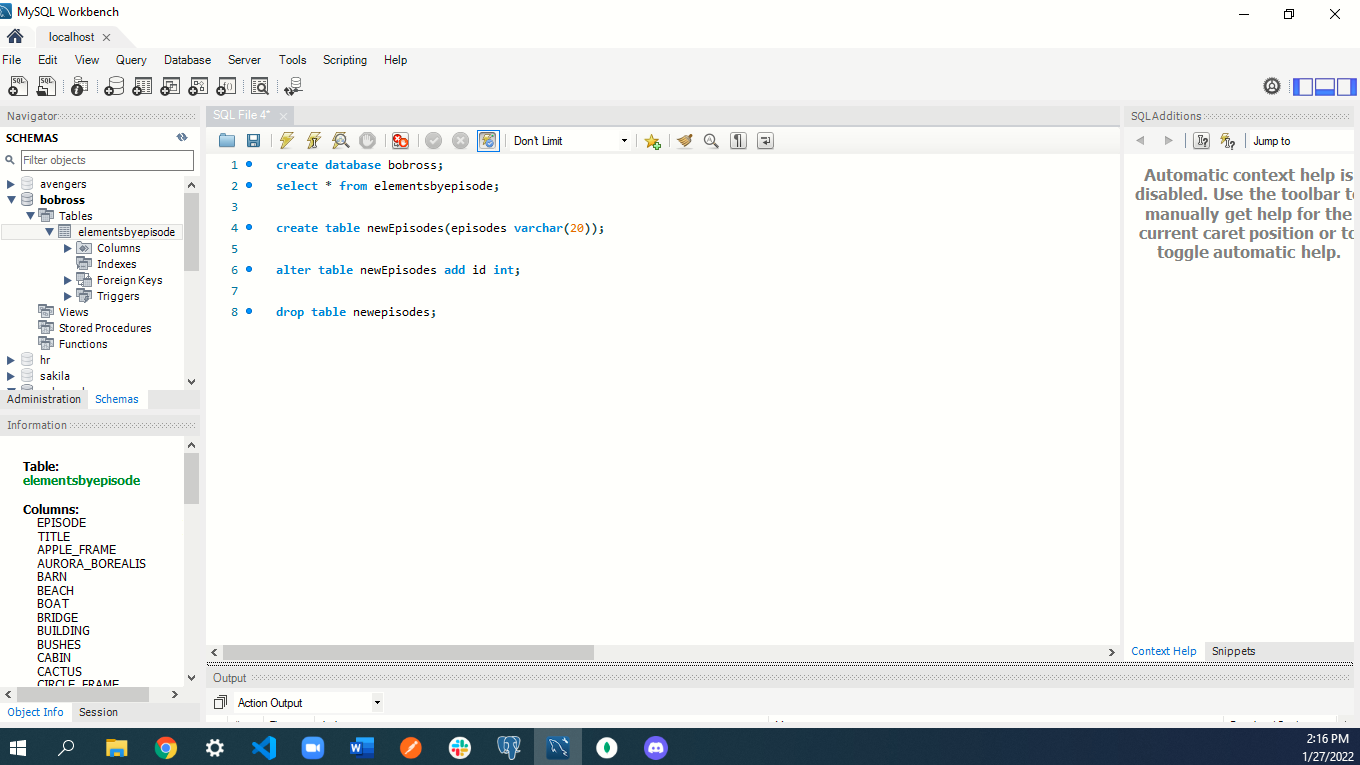 MySQL Workbench
localhost
File Edit View Query Database Server Tools Scripting Help
Navigator
SCHEMAS
Filter objects
avengers
bobross
Tables
elementsbyepisode
Columns
Indexes
Foreign Keys
Triggers
Views
Stored Procedures
Functions
hr
sakila
Administration Schemas
Information
Table:
elementsbyepisode
Columns:
EPISODE
TITLE
APPLE_FRAME
AURORA_BOREALIS
BARN
BEACH
BOAT
BRIDGE
BUILDING
BUSHES
CABIN
CACTUS
CIRCLE_FRAME
Object Info Session
SQL File 4*
Don't Limit
1 create database bobross;
2 select * from elementsbyepisode;
3
4 create table newEpisodes(episodes varchar(20));
5
6 alter table newEpisodes add id int;
7
8 drop table newepisodes;
Output
Action Output
SQLAdditions
Jump to
Automatic context help is
disabled. Use the toolbar to
manually get help for the
current caret position or to
toggle automatic help.
Context Help Snippets
2:16 PM
1/27/2022